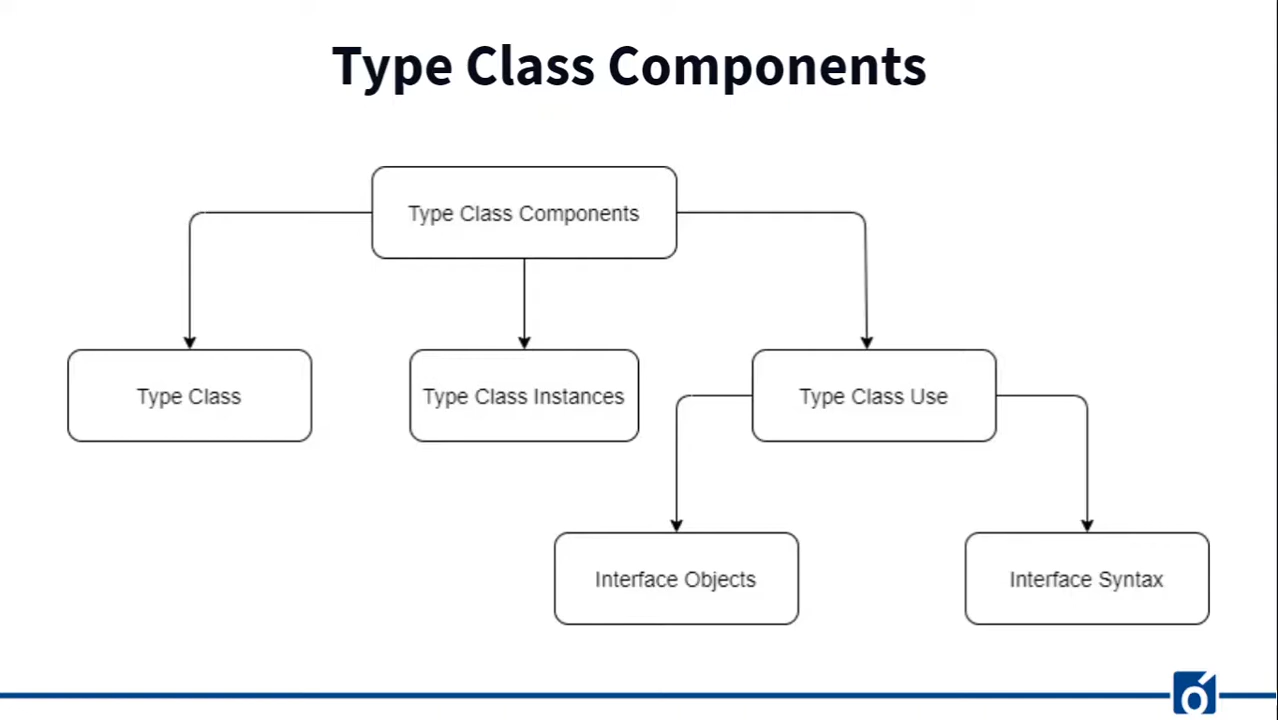 Type Class Components
Type Class Components
Type Class
Type Class Instances
Type Class Use
Interface Objects
Interface Syntax